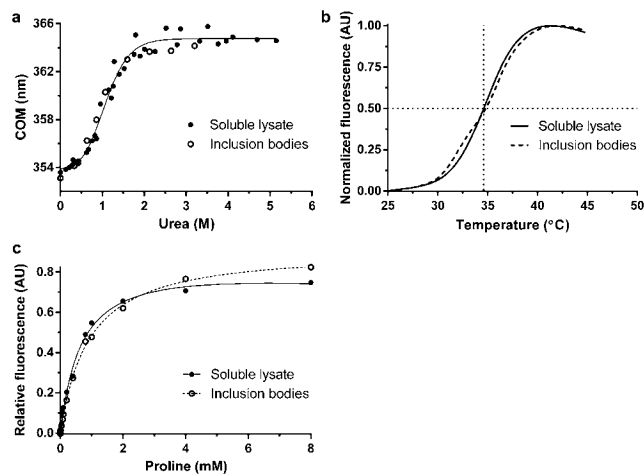 a
COM (nm)
366
362
358
354
0
1
2
3
4
5
6
Urea (M)
Soluble lysate
Inclusion bodies
b
Normalized fluorescence (AU)
1.00
0.75
0.50
0.25
0.00
25
30
35
40
45
50
Temperature (°C)
Soluble lysate
Inclusion bodies
c
Relative fluorescence (AU)
0.8
0.6
0.4
0.2
0.0
0
2
4
6
8
Proline (mM)
Soluble lysate
Inclusion bodies